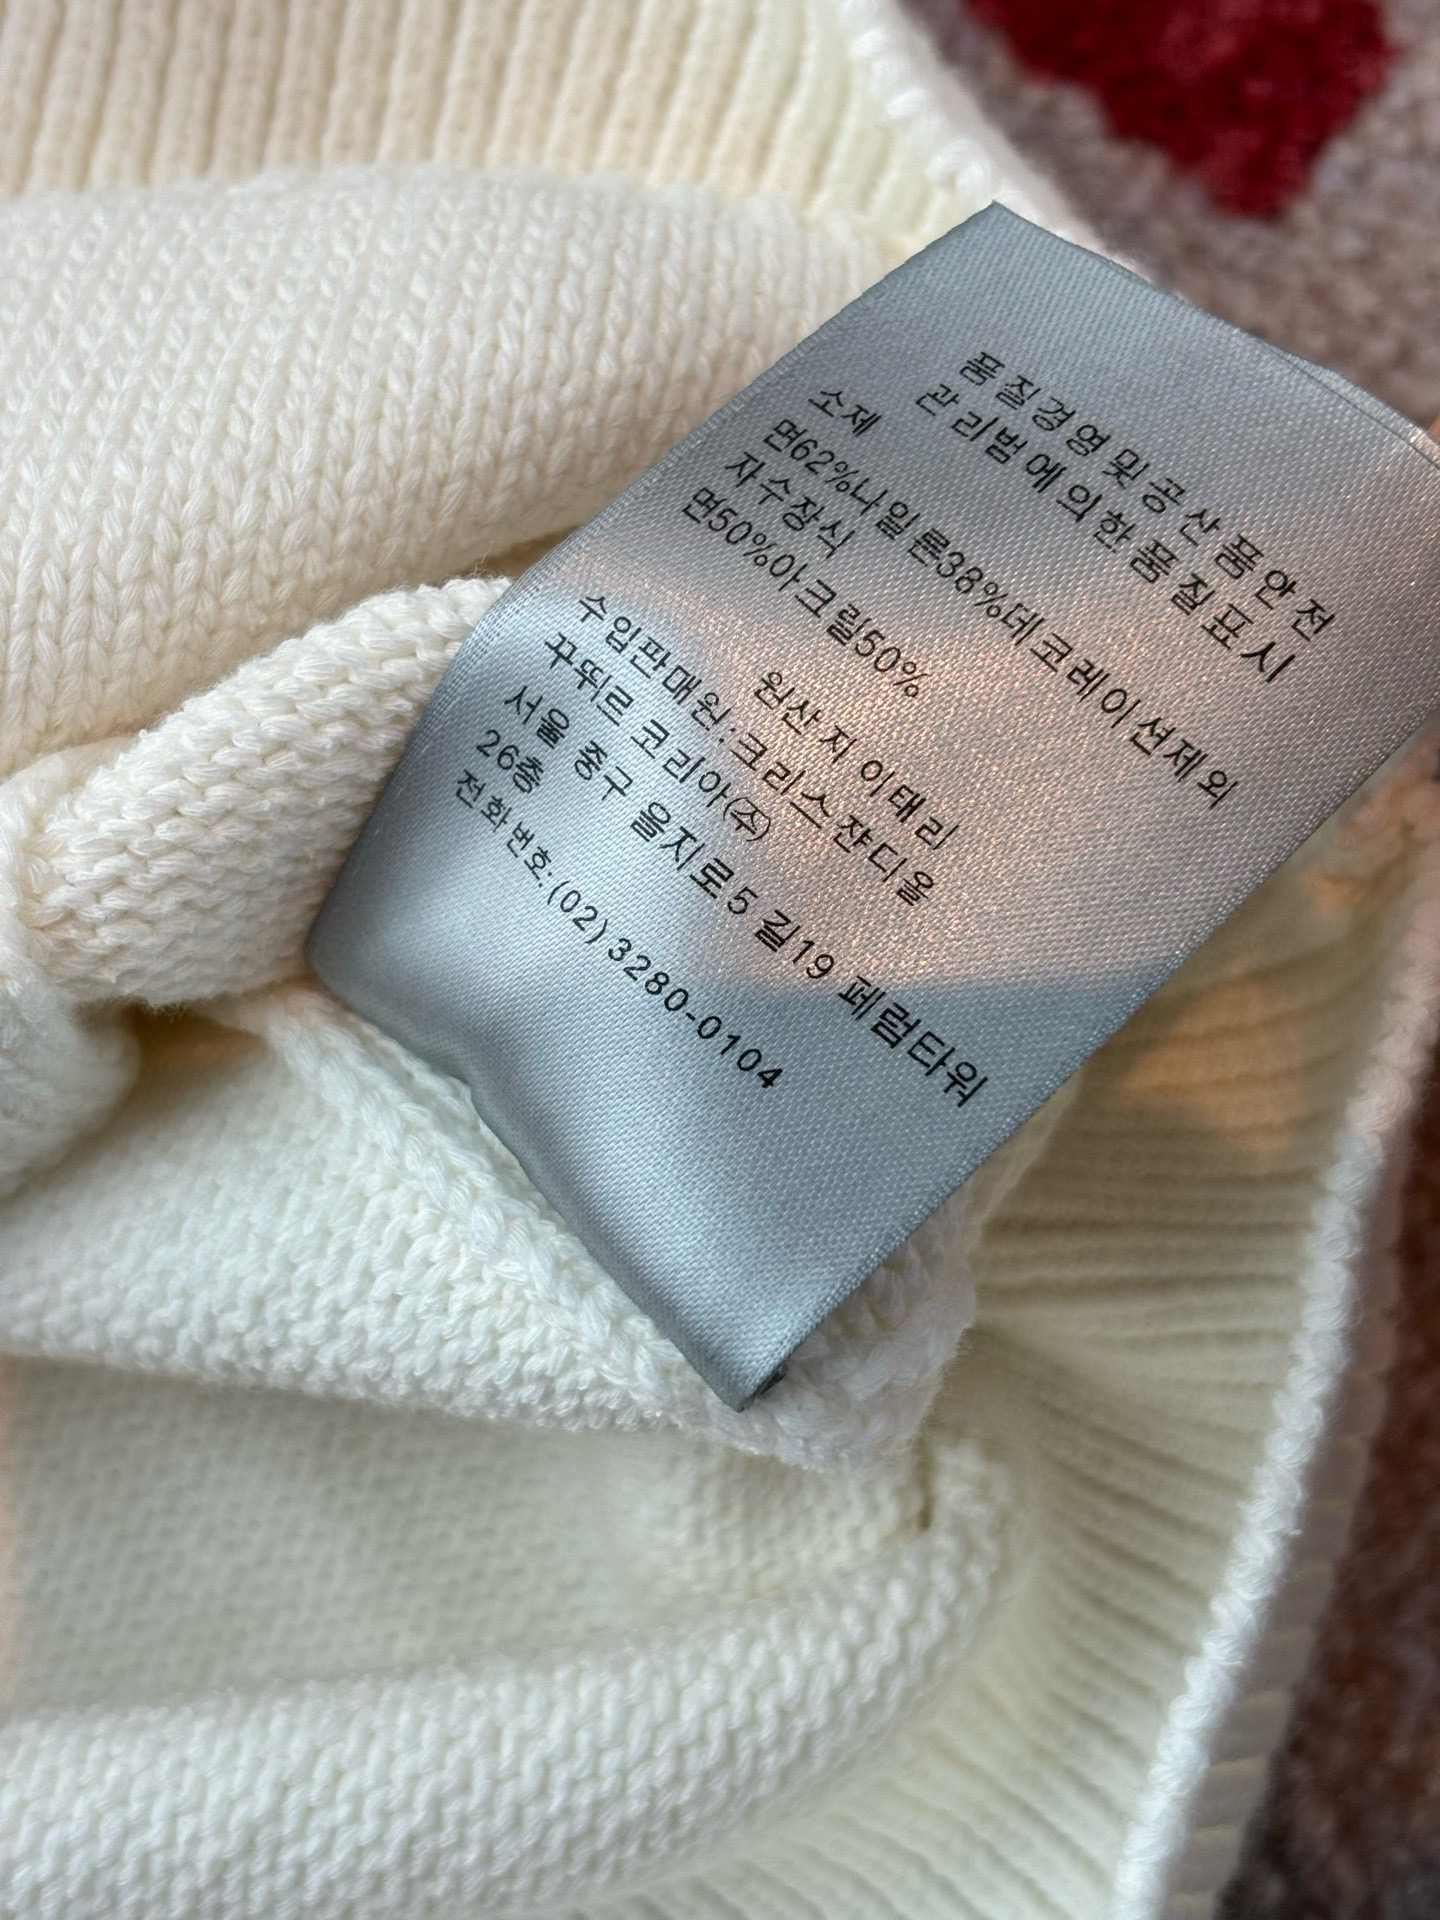 품질경영및공산품안전
관리법에의한품질표시
소제
면62%나일론38%데코레이션제외
자수장식
면50%아크릴50%
원산지이태리
수입판매원:크리스챤디올
꾸뛰르 코리아(주)
서울 중구 을지로5길19 페럼타워
26층
전화번호:(02)3280-0104